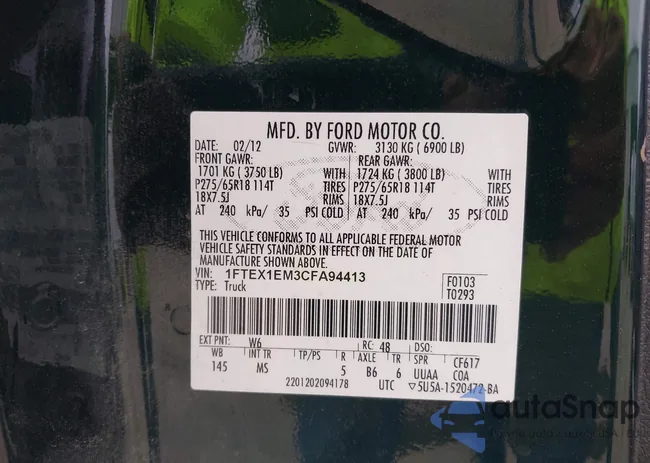 MFD. BY FORD MOTOR CO.
DATE: 02/12 GVWR: 3130 KG ( 6900 LB)
FRONT GAWR: REAR GAWR:
1701 KG ( 3750 LB) WITH 1724 KG ( 3800 LB) WITH
P275/65R18 114T TIRES P275/65R18 114T TIRES
18X7.5J RIMS 18X7.5J RIMS
AT 240 kPa/ 35 PSI COLD AT 240 kPa/ 35 PSI COLD
THIS VEHICLE CONFORMS TO ALL APPLICABLE FEDERAL MOTOR
VEHICLE SAFETY STANDARDS IN EFFECT ON THE DATE OF
MANUFACTURE SHOWN ABOVE.
VIN: 1FTEX1EM3CFA94413 F0103
TYPE: Truck T0293
EXT PNT: W6 RC: 48 DSO:
WB INT TR TP/PS R AXLE TR SPR CF617
145 MS 5 B6 6 UUAA COA
2201202094178 UTC ▽5U5A-1520472-BA
autoSnap